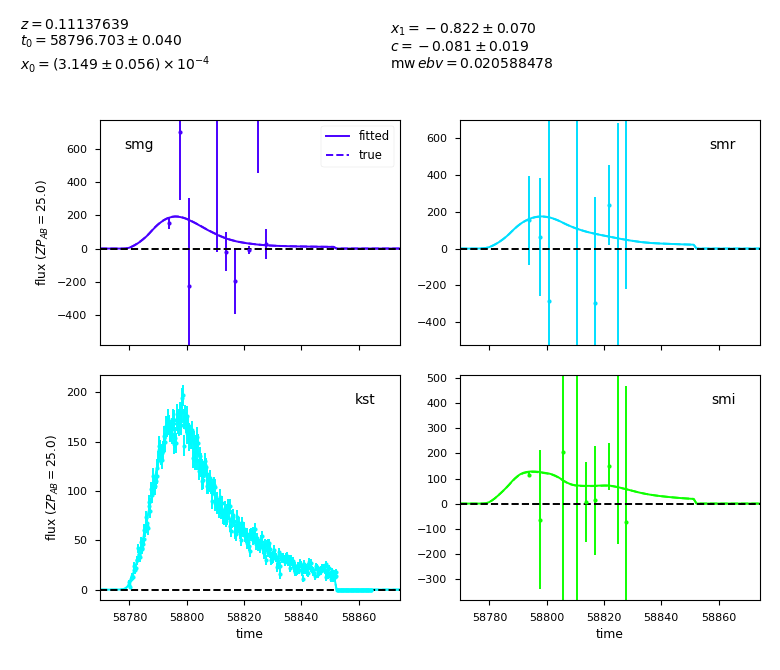 z = 0.11137639
t₀ = 58796.703 ± 0.040
x₀ = (3.149 ± 0.056) × 10⁻⁴
x₁ = −0.822 ± 0.070
c = −0.081 ± 0.019
mw ebv = 0.020588478
smg
fitted
true
600
400
200
0
−200
−400
flux (ZP_AB = 25.0)
smr
600
400
200
0
−200
−400
kst
200
150
100
50
0
flux (ZP_AB = 25.0)
58780 58800 58820 58840 58860
time
smi
500
400
300
200
100
0
−100
−200
−300
58780 58800 58820 58840 58860
time